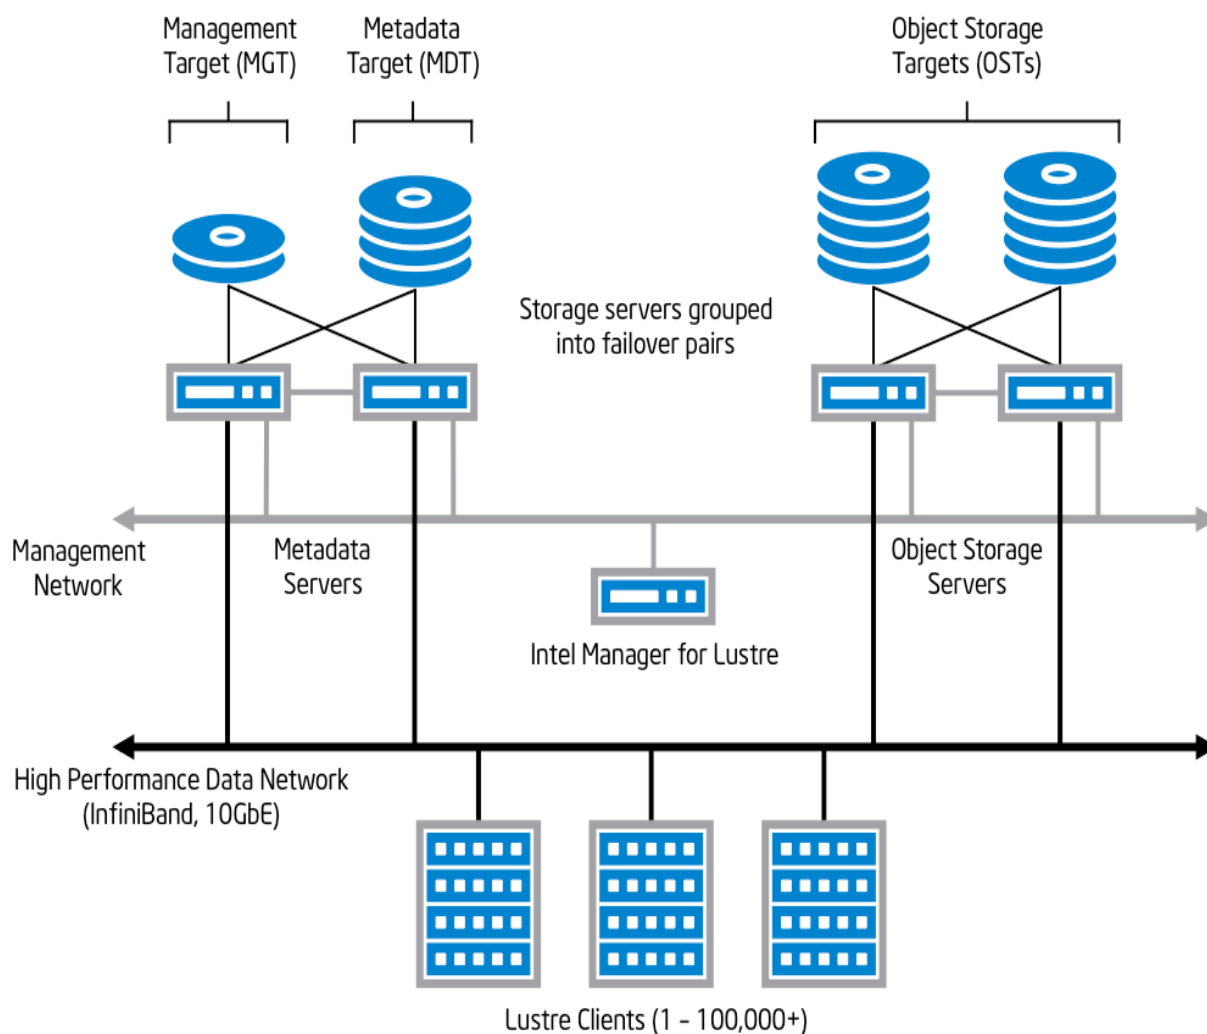 Management
Target (MGT)
Metadata
Target (MDT)
Object Storage
Targets (OSTs)
Storage servers grouped
into failover pairs
Management
Network
Metadata
Servers
Object Storage
Servers
Intel Manager for Lustre
High Performance Data Network
(InfiniBand, 10GbE)
Lustre Clients (1 – 100,000+)